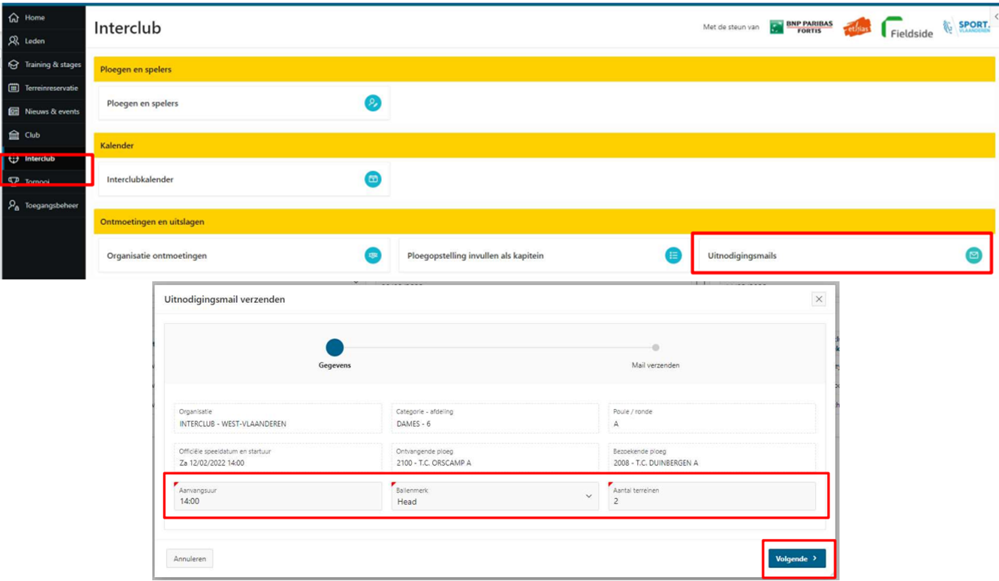 Home
Leden
Training & stages
Terreinreservatie
Nieuws & events
Club
Interclub
Tornooi
Toegangsbeheer
Interclub
Met de steun van
BNP PARIBAS
FORTIS
ethias
Fieldside
SPORT.
VLAANDEREN
Ploegen en spelers
Ploegen en spelers
Kalender
Interclubkalender
Ontmoetingen en uitslagen
Organisatie ontmoetingen
Ploegopstelling invullen als kapitein
Uitnodigingsmails
Uitnodigingsmail verzenden
Gegevens
Mail verzenden
Organisatie
INTERCLUB - WEST-VLAANDEREN
Categorie - afdeling
DAMES - 6
Poule / ronde
A
Officiële speeldatum en startuur
Za 12/02/2022 14:00
Ontvangende ploeg
2100 - T.C. ORSCAMP A
Bezoekende ploeg
2008 - T.C. DUINBERGEN A
Aanvangsuur
14:00
Ballenmerk
Head
Aantal terreinen
2
Annuleren
Volgende